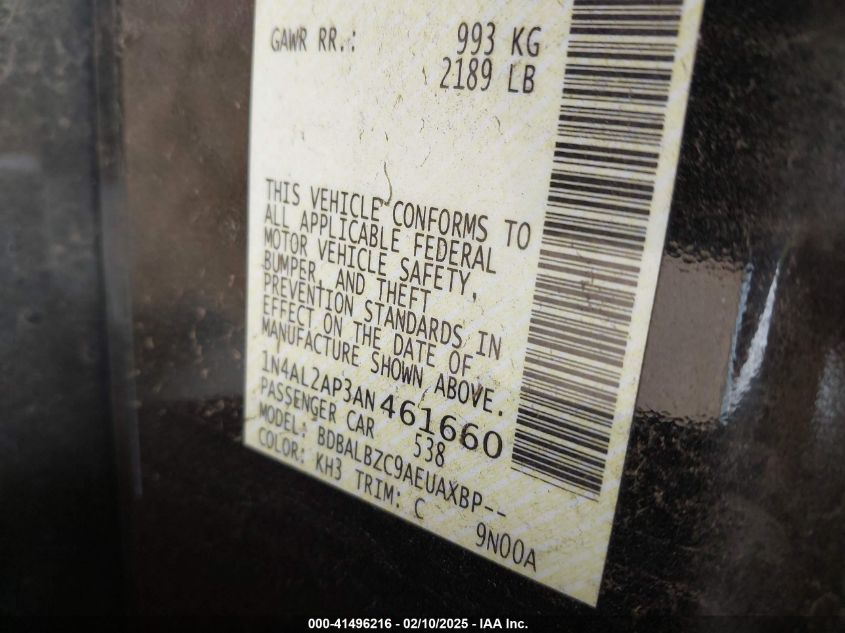 GAWR RR.: 993 KG
2189 LB
THIS VEHICLE CONFORMS TO
ALL APPLICABLE FEDERAL
MOTOR VEHICLE SAFETY,
BUMPER, AND THEFT
PREVENTION STANDARDS IN
EFFECT ON THE DATE OF
MANUFACTURE SHOWN ABOVE.
1N4AL2AP3AN461660
PASSENGER CAR 538
MODEL: BDBALBZC9AEUAXBP--
COLOR: KH3 TRIM: C 9N00A
000-41496216 - 02/10/2025 - IAA Inc.